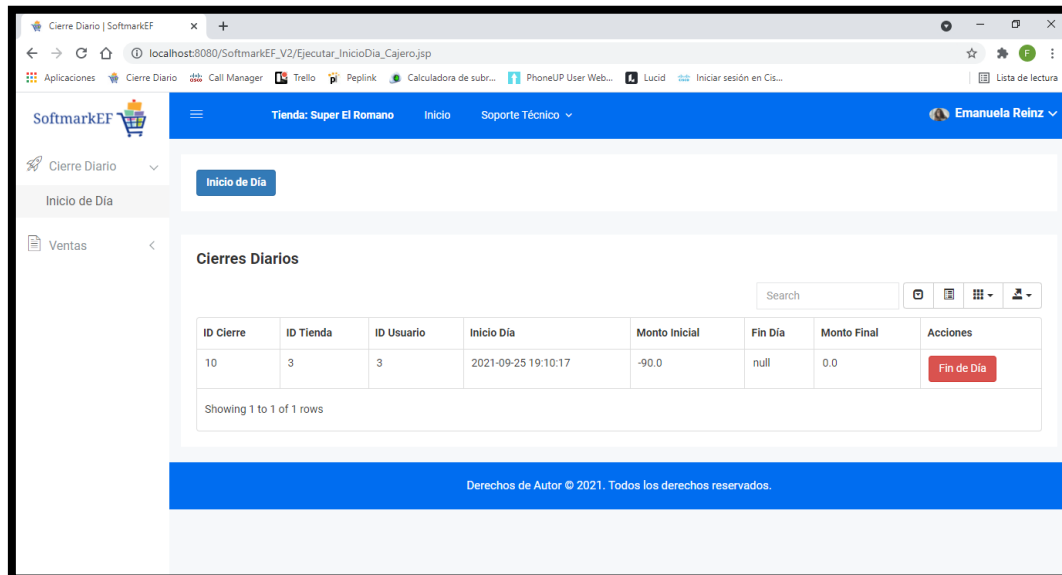 Cierre Diario | SoftmarkEF
localhost:8080/SoftmarkEF_V2/Ejecutar_InicioDia_Cajero.jsp
F
Aplicaciones Cierre Diario Call Manager Trello Peplink Calculadora de subr... PhoneUP User Web... Lucid Iniciar sesión en Cis... Lista de lectura
SoftmarkEF
Tienda: Super El Romano Inicio Soporte Técnico Emanuela Reinz
Cierre Diario
Inicio de Día
Ventas
Inicio de Día
Cierres Diarios
Search
ID Cierre ID Tienda ID Usuario Inicio Día Monto Inicial Fin Día Monto Final Acciones
10 3 3 2021-09-25 19:10:17 -90.0 null 0.0 Fin de Día
Showing 1 to 1 of 1 rows
Derechos de Autor © 2021. Todos los derechos reservados.